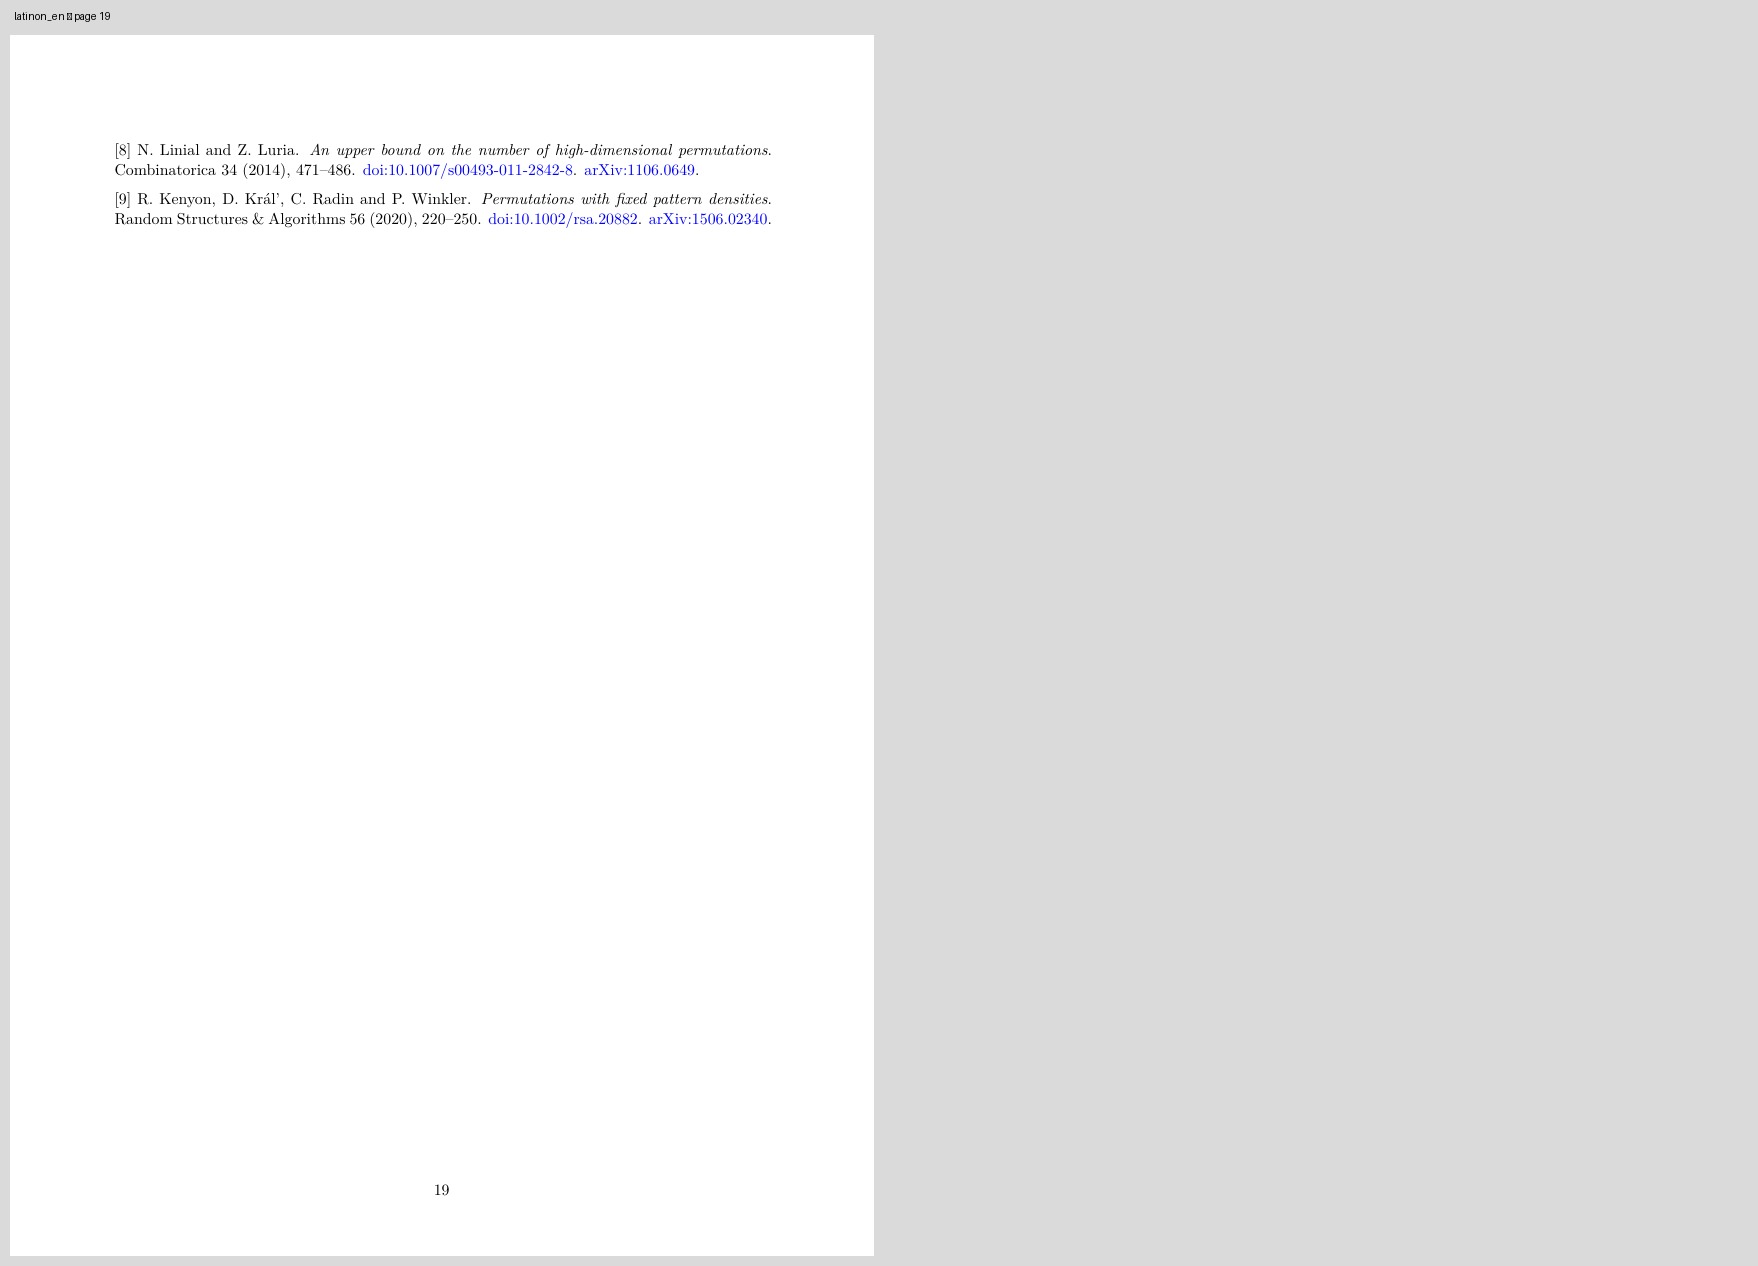 latinon_en page 19
[8] N. Linial and Z. Luria. An upper bound on the number of high-dimensional permutations.
Combinatorica 34 (2014), 471–486. doi:10.1007/s00493-011-2842-8. arXiv:1106.0649.
[9] R. Kenyon, D. Král’, C. Radin and P. Winkler. Permutations with fixed pattern densities.
Random Structures & Algorithms 56 (2020), 220–250. doi:10.1002/rsa.20882. arXiv:1506.02340.
19